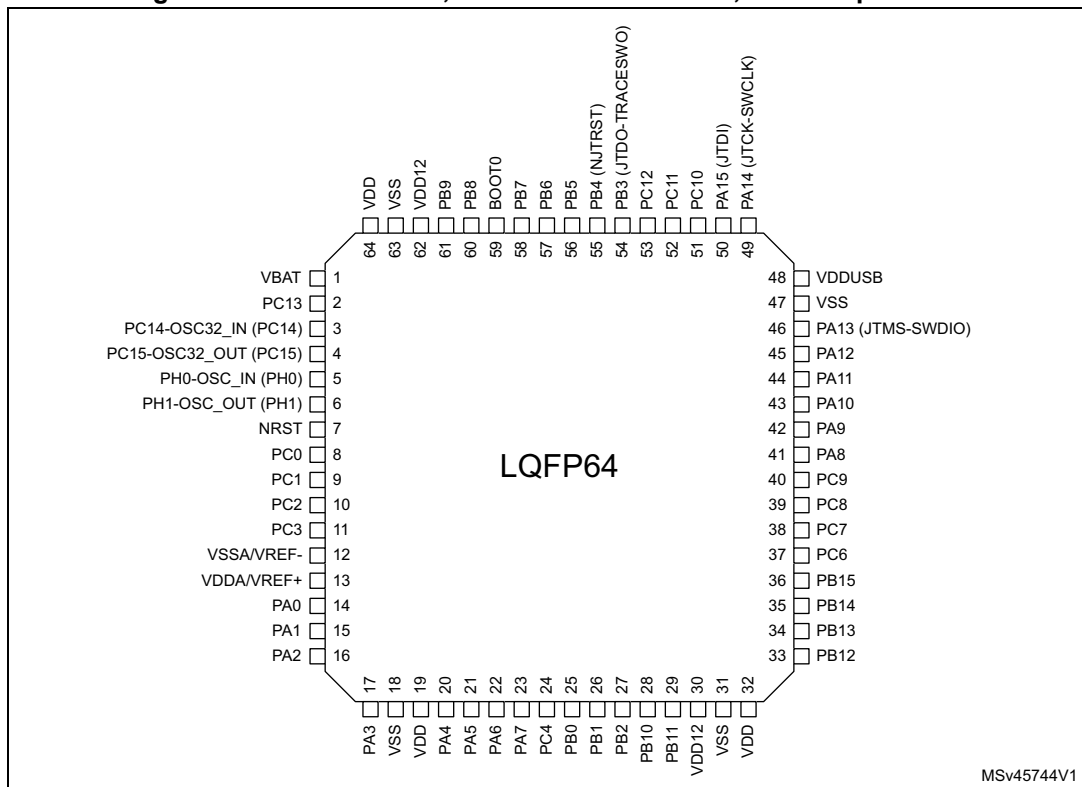 VDD
VSS
VDD12
PB9
PB8
BOOT0
PB7
PB6
PB5
PB4 (NJTRST)
PB3 (JTDO-TRACESWO)
PC12
PC11
PC10
PA15 (JTDI)
PA14 (JTCK-SWCLK)
64
63
62
61
60
59
58
57
56
55
54
53
52
51
50
49
VBAT 1
PC13 2
PC14-OSC32_IN (PC14) 3
PC15-OSC32_OUT (PC15) 4
PH0-OSC_IN (PH0) 5
PH1-OSC_OUT (PH1) 6
NRST 7
PC0 8
PC1 9
PC2 10
PC3 11
VSSA/VREF- 12
VDDA/VREF+ 13
PA0 14
PA1 15
PA2 16
LQFP64
48 VDDUSB
47 VSS
46 PA13 (JTMS-SWDIO)
45 PA12
44 PA11
43 PA10
42 PA9
41 PA8
40 PC9
39 PC8
38 PC7
37 PC6
36 PB15
35 PB14
34 PB13
33 PB12
17
18
19
20
21
22
23
24
25
26
27
28
29
30
31
32
PA3
VSS
VDD
PA4
PA5
PA6
PA7
PC4
PB0
PB1
PB2
PB10
PB11
VDD12
VSS
VDD
MSv45744V1